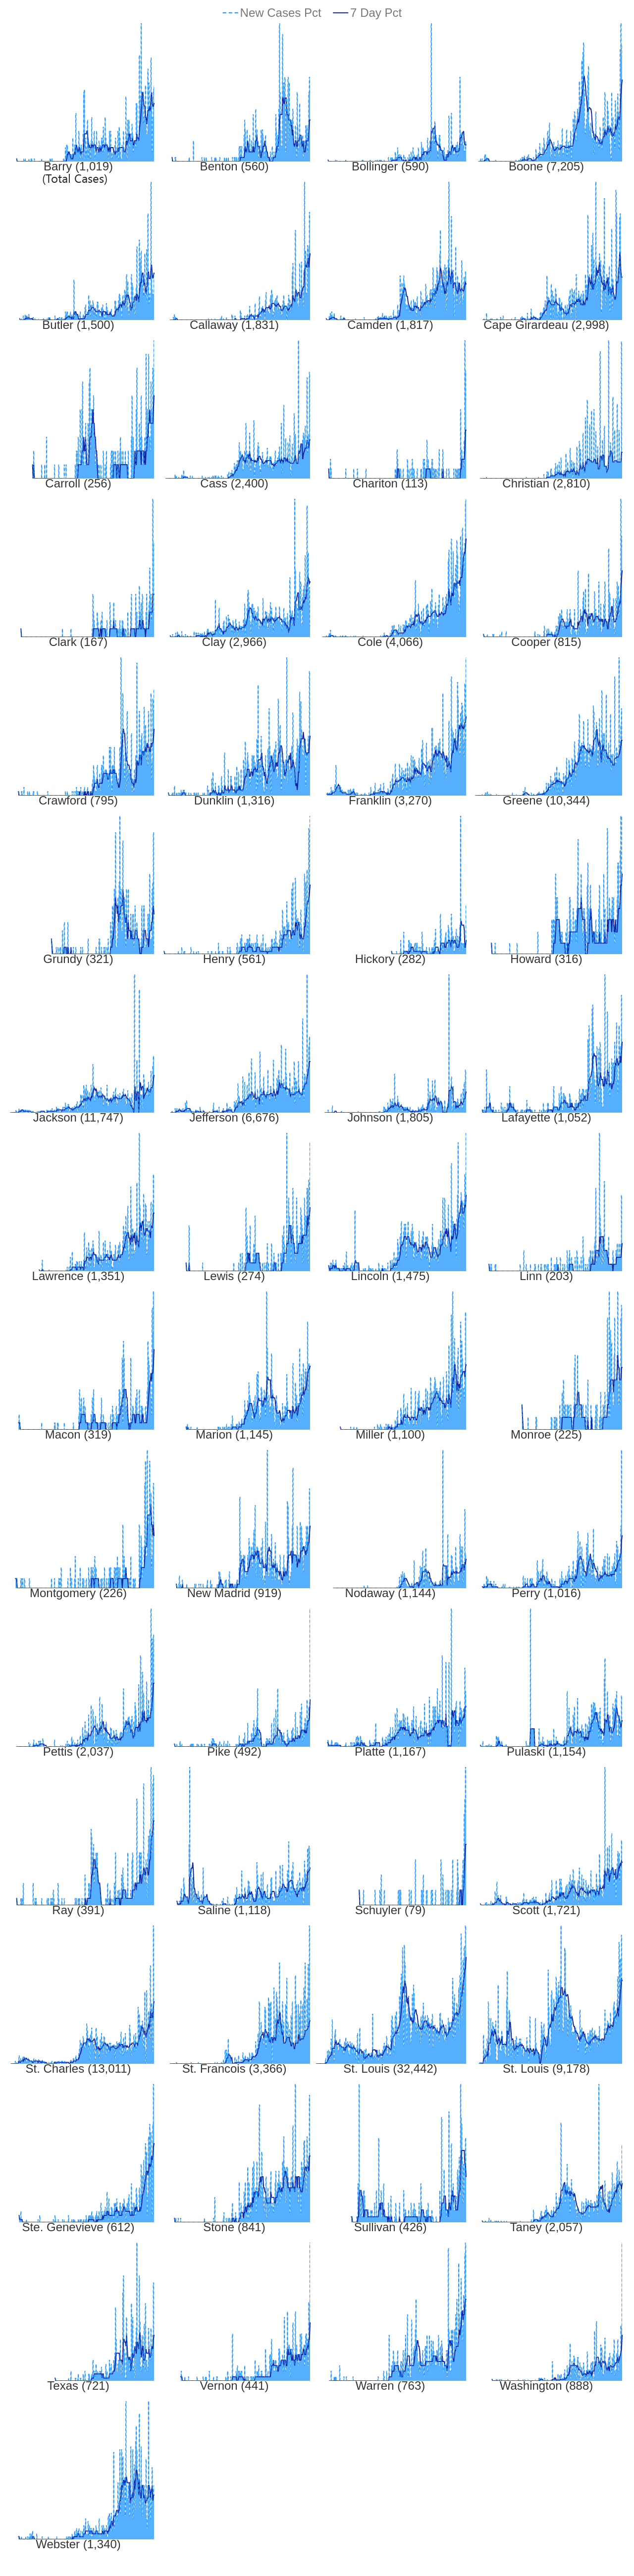 New Cases Pct 7 Day Pct
Barry (1,019) Benton (560) Bollinger (590) Boone (7,205)
(Total Cases)
Butler (1,500) Callaway (1,831) Camden (1,817) Cape Girardeau (2,998)
Carroll (256) Cass (2,400) Chariton (113) Christian (2,810)
Clark (167) Clay (2,966) Cole (4,066) Cooper (815)
Crawford (795) Dunklin (1,316) Franklin (3,270) Greene (10,344)
Grundy (321) Henry (561) Hickory (282) Howard (316)
Jackson (11,747) Jefferson (6,676) Johnson (1,805) Lafayette (1,052)
Lawrence (1,351) Lewis (274) Lincoln (1,475) Linn (203)
Macon (319) Marion (1,145) Miller (1,100) Monroe (225)
Montgomery (226) New Madrid (919) Nodaway (1,144) Perry (1,016)
Pettis (2,037) Pike (492) Platte (1,167) Pulaski (1,154)
Ray (391) Saline (1,118) Schuyler (79) Scott (1,721)
St. Charles (13,011) St. Francois (3,366) St. Louis (32,442) St. Louis (9,178)
Ste. Genevieve (612) Stone (841) Sullivan (426) Taney (2,057)
Texas (721) Vernon (441) Warren (763) Washington (888)
Webster (1,340)